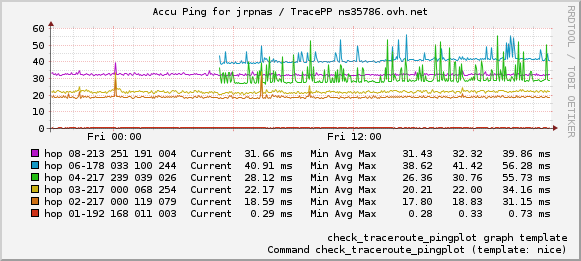 Accu Ping for jrpnas / TracePP ns35786.ovh.net
RRDTOOL / TOBI OETIKER
60
50
40
30
20
10
0
Fri 00:00 Fri 12:00
hop 08-213 251 191 004 Current 31.66 ms Min Avg Max 31.43 32.32 39.86 ms
hop 06-178 033 100 244 Current 40.91 ms Min Avg Max 38.62 41.42 56.28 ms
hop 04-217 239 039 026 Current 28.12 ms Min Avg Max 26.36 30.76 55.73 ms
hop 03-217 000 068 254 Current 22.17 ms Min Avg Max 20.21 22.00 34.16 ms
hop 02-217 000 119 079 Current 18.59 ms Min Avg Max 17.80 18.83 31.15 ms
hop 01-192 168 011 003 Current 0.29 ms Min Avg Max 0.28 0.33 0.73 ms
check_traceroute_pingplot graph template
Command check_traceroute_pingplot (template: nice)